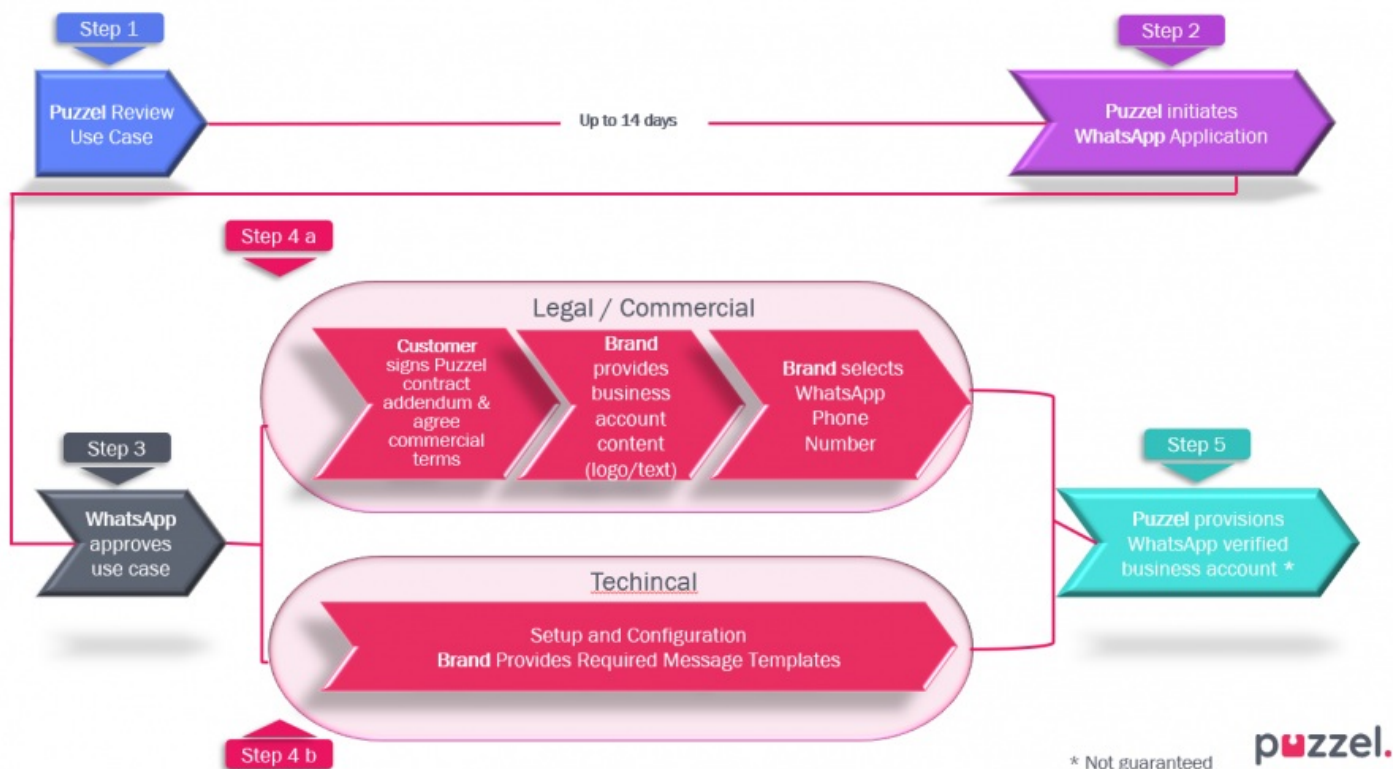 Step 1
Puzzel Review
Use Case
Up to 14 days
Step 2
Puzzel initiates
WhatsApp Application
Step 3
WhatsApp
approves
use case
Step 4 a
Legal / Commercial
Customer
signs Puzzel
contract
addendum &
agree
commercial
terms
Brand
provides
business
account
content
(logo/text)
Brand selects
WhatsApp
Phone
Number
Techincal
Setup and Configuration
Brand Provides Required Message Templates
Step 4 b
Step 5
Puzzel provisions
WhatsApp verified
business account *
* Not guaranteed
puzzel.